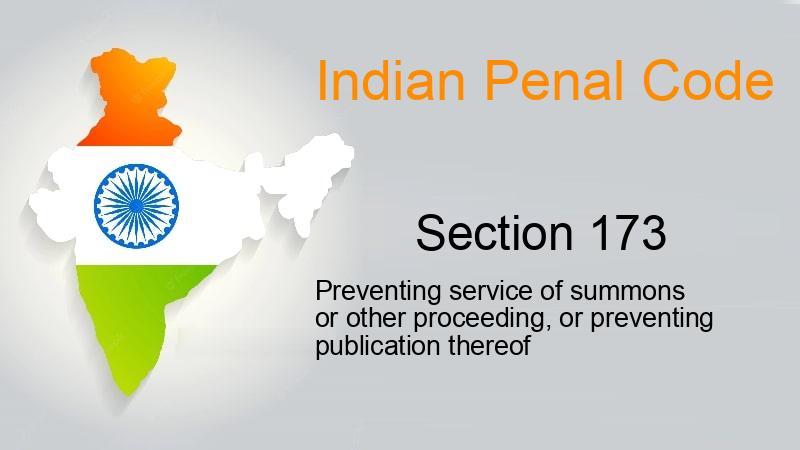 Indian Penal Code
Section 173
Preventing service of summons
or other proceeding, or preventing
publication thereof